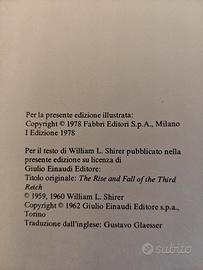 Per la presente edizione illustrata:
Copyright © 1978 Fabbri Editori S.p.A., Milano
I Edizione 1978
Per il testo di William L. Shirer pubblicato nella
presente edizione su licenza di
Giulio Einaudi Editore:
Titolo originale: The Rise and Fall of the Third
Reich
© 1959, 1960 William L. Shirer
Copyright © 1962 Giulio Einaudi Editore s.p.a.,
Torino
Traduzione dall'inglese: Gustavo Glaesser
subito